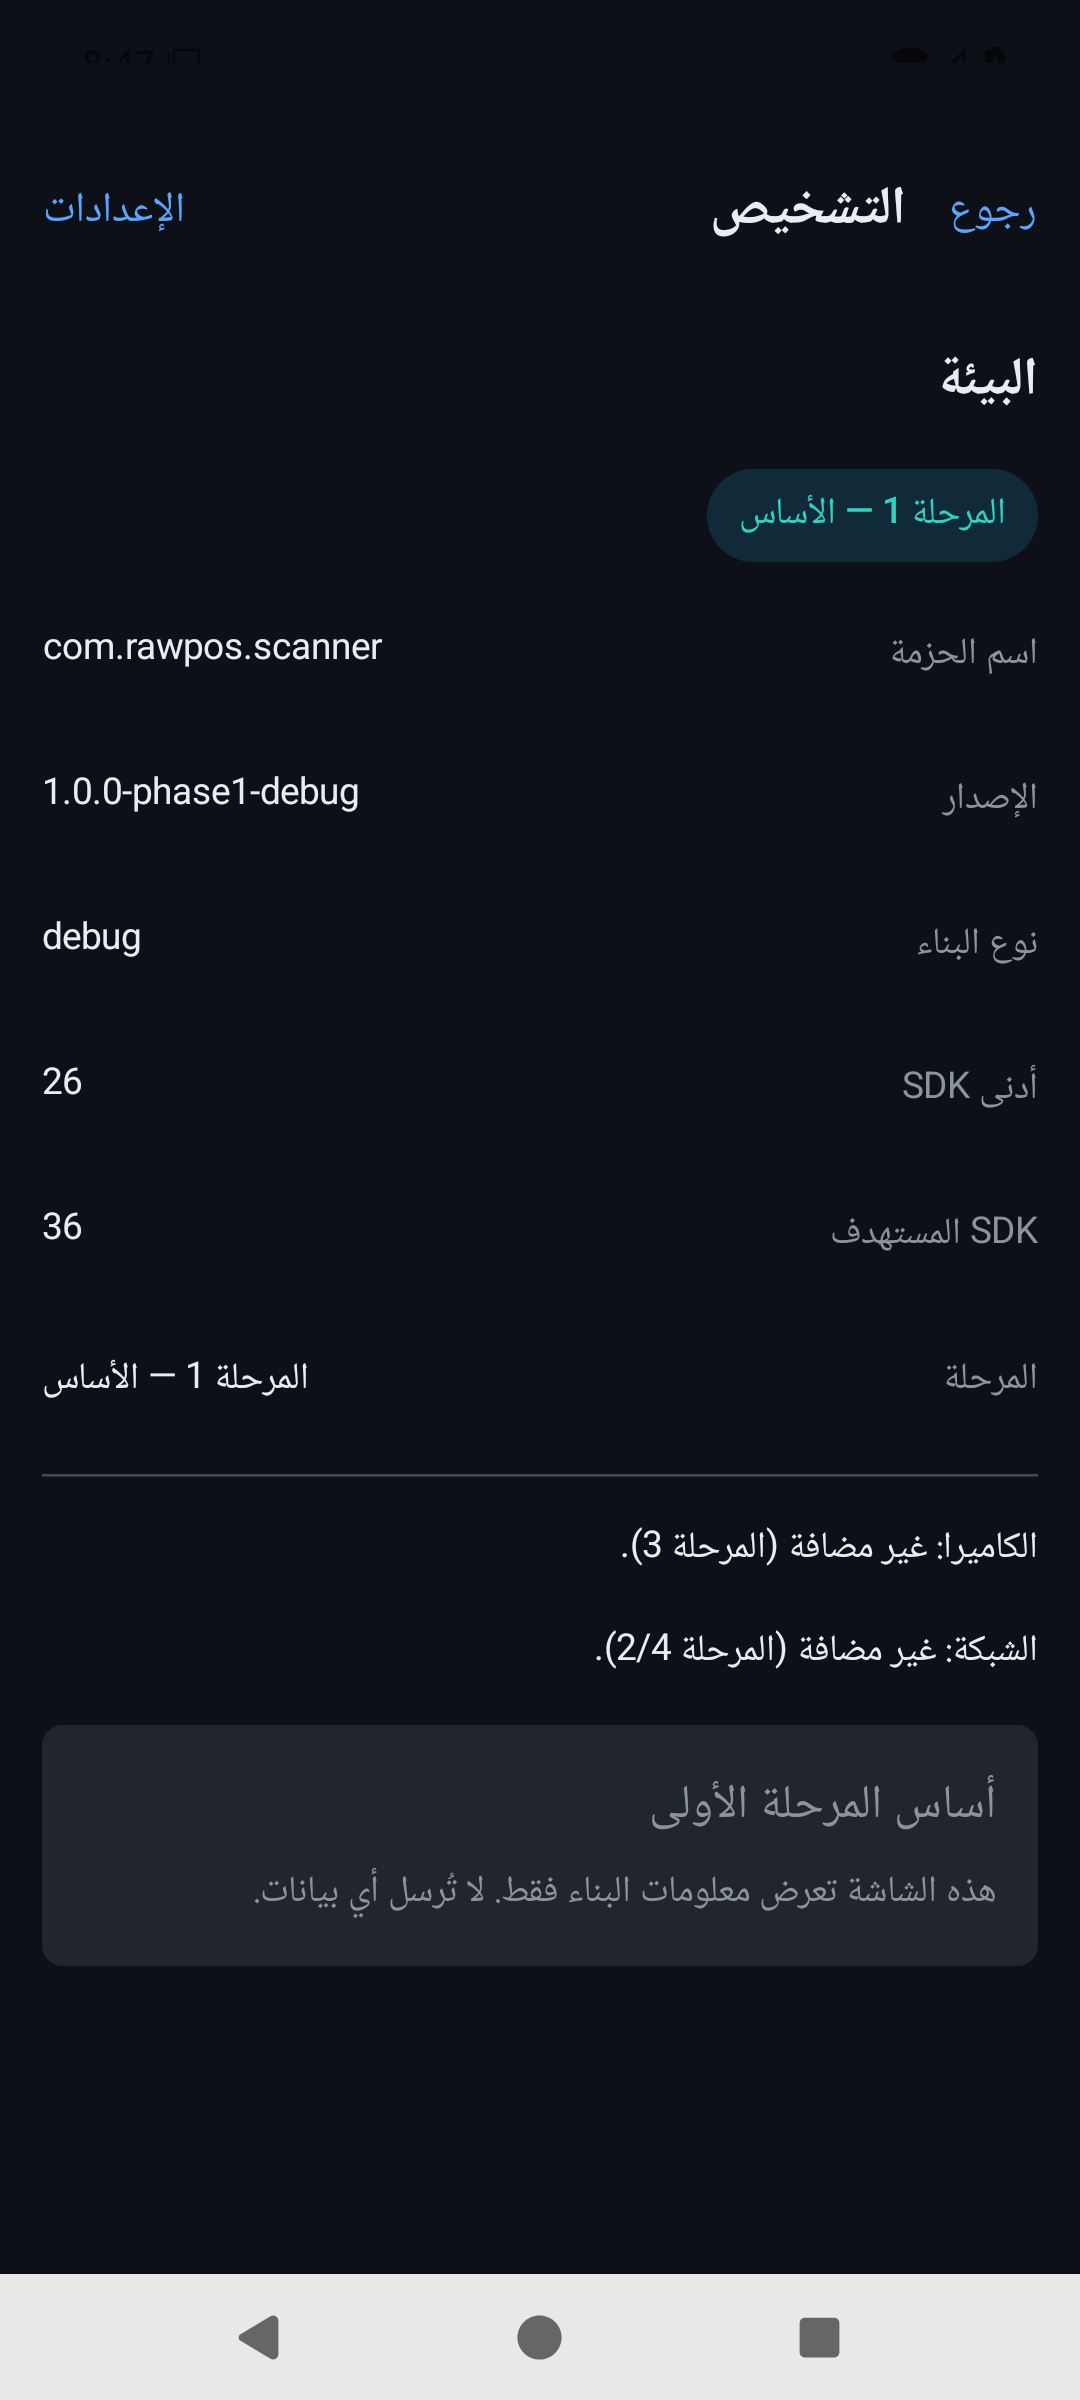 8:47
رجوع
التشخيص
الإعدادات
البيئة
المرحلة 1 – الأساس
اسم الحزمة
com.rawpos.scanner
الإصدار
1.0.0-phase1-debug
نوع البناء
debug
أدنى SDK
26
SDK المستهدف
36
المرحلة
المرحلة 1 – الأساس
الكاميرا: غير مضافة (المرحلة 3).
الشبكة: غير مضافة (المرحلة 2/4).
أساس المرحلة الأولى
هذه الشاشة تعرض معلومات البناء فقط. لا تُرسل أي بيانات.